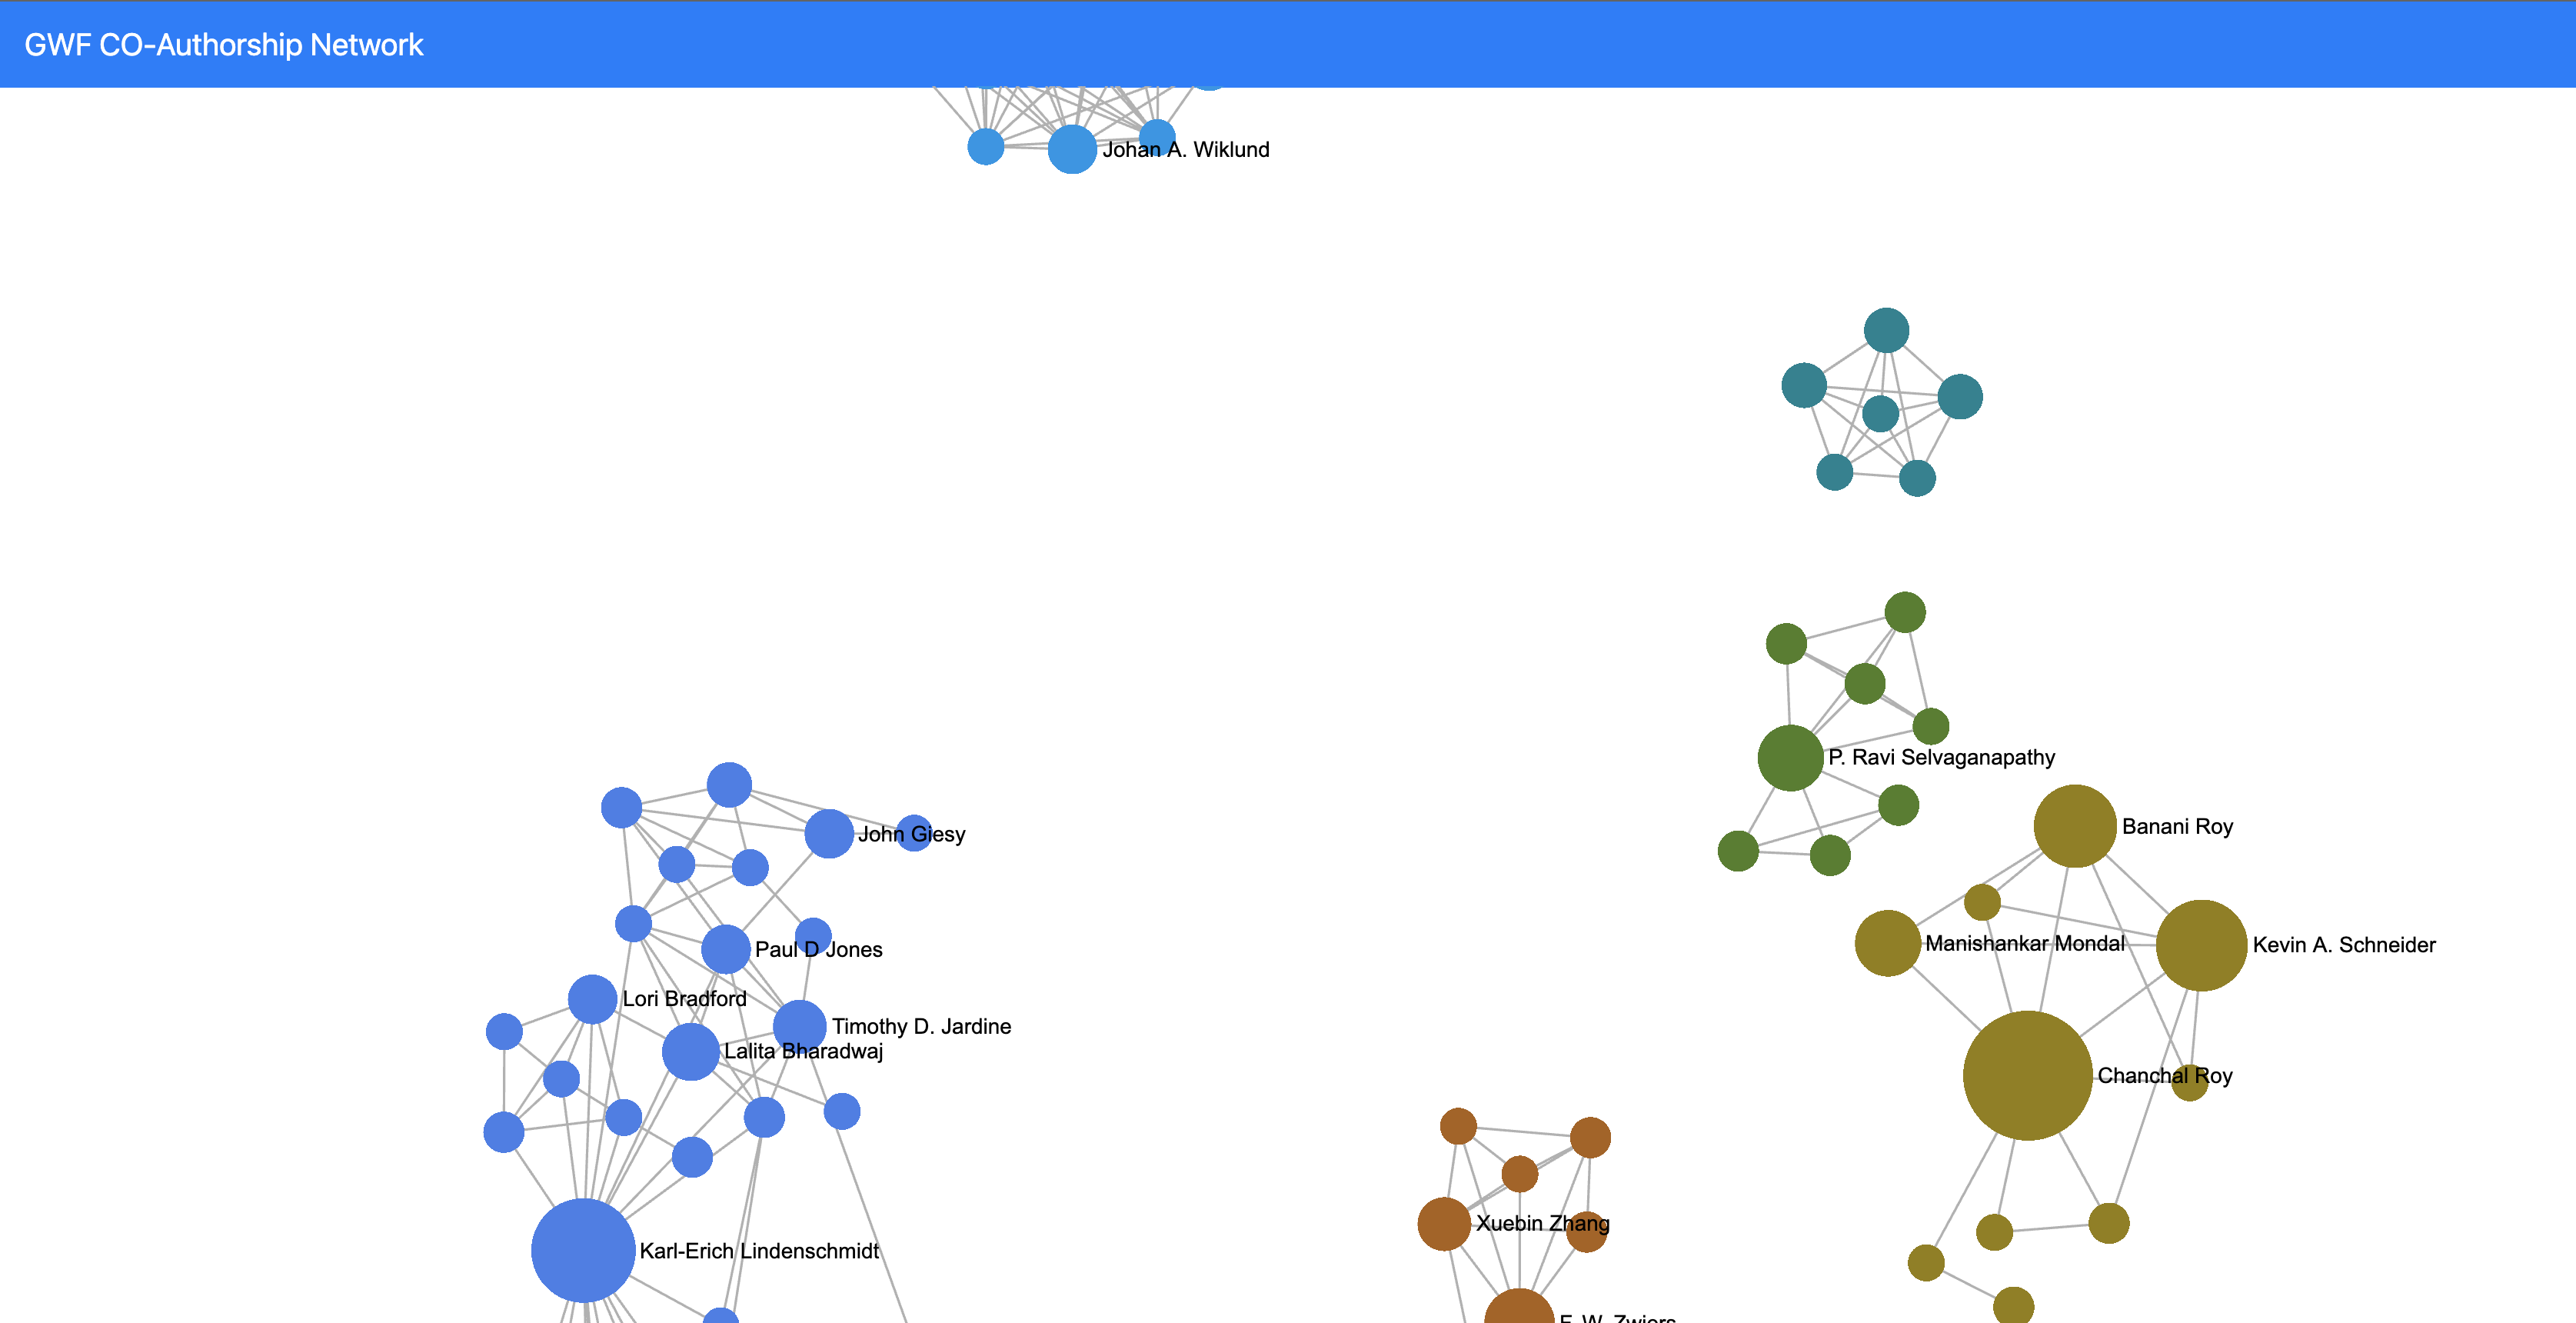 GWF CO-Authorship Network
Johan A. Wiklund
P. Ravi Selvaganapathy
Banani Roy
John Giesy
Manishankar Mondal
Kevin A. Schneider
Paul D Jones
Lori Bradford
Timothy D. Jardine
Lalita Bharadwaj
Chanchal Roy
Xuebin Zhang
Karl-Erich Lindenschmidt
F. W. Zwiers